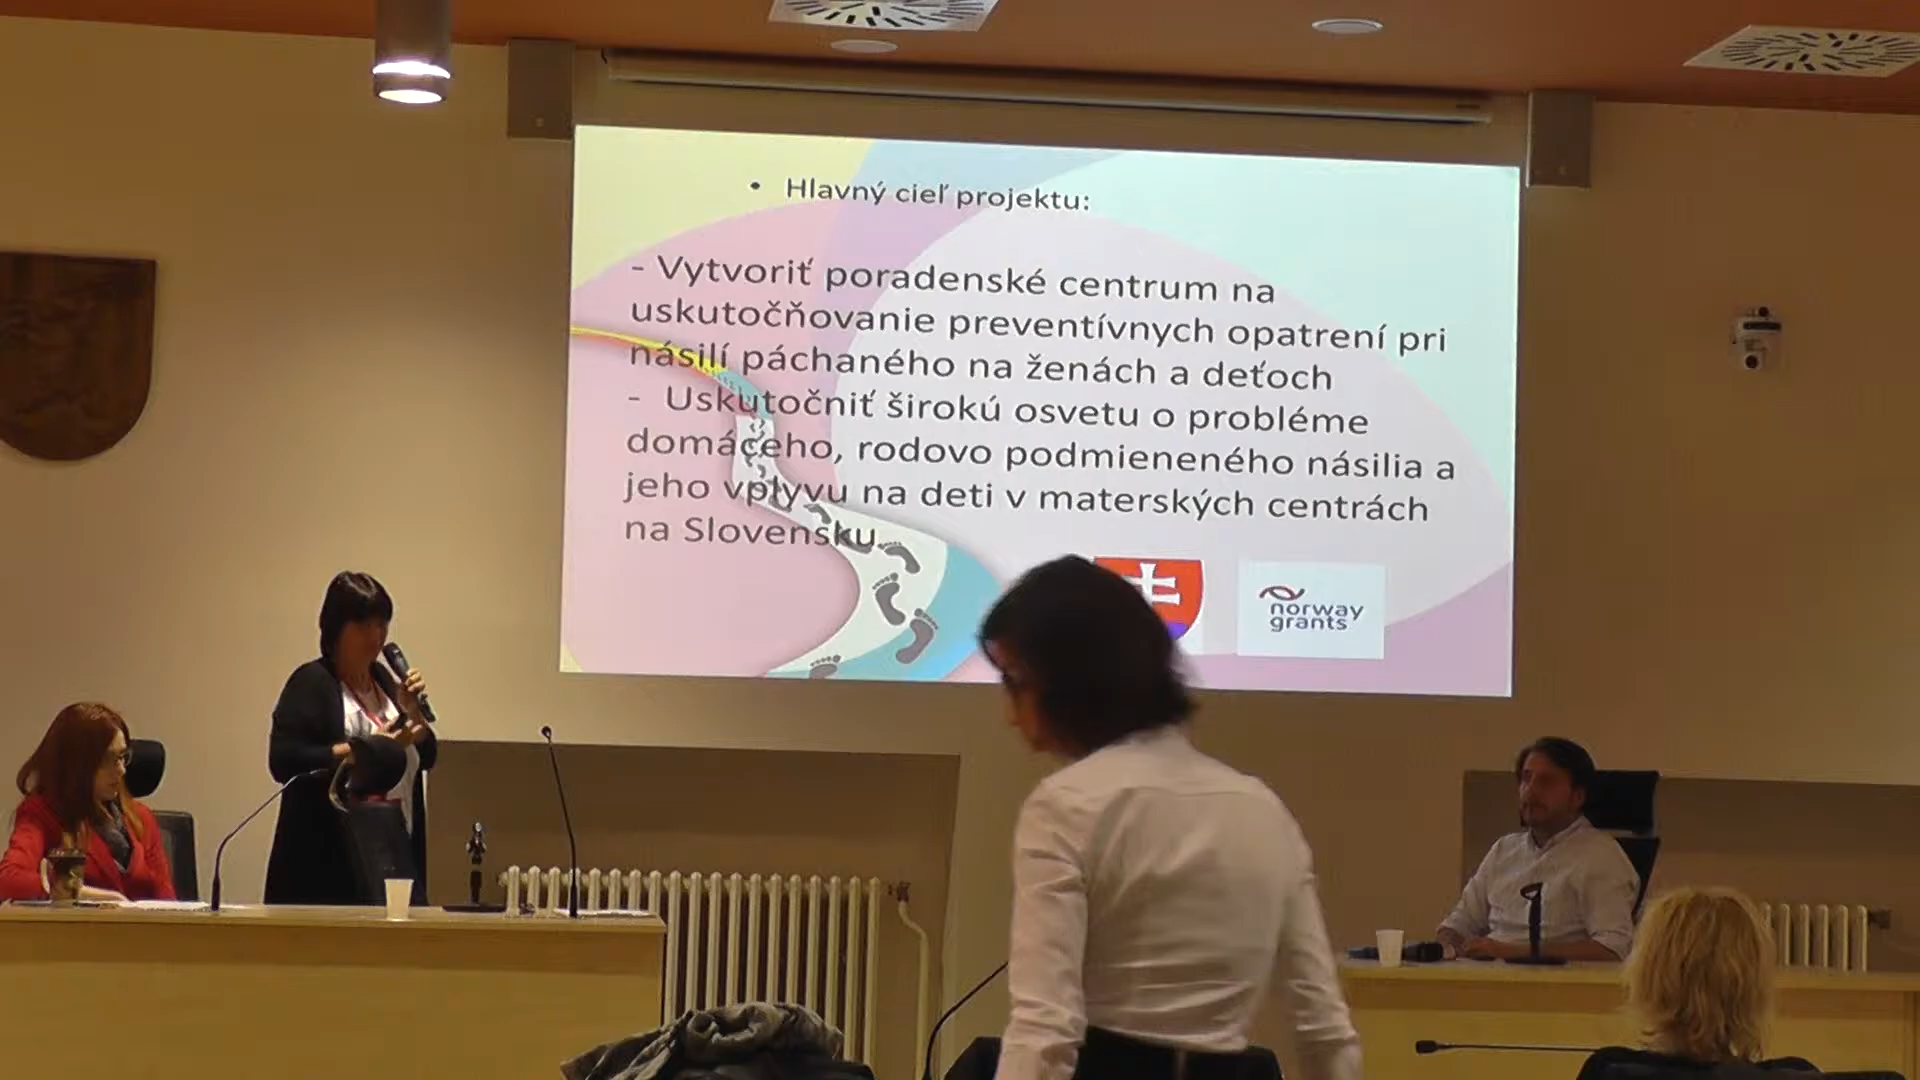 • Hlavný cieľ projektu:
- Vytvoriť poradenské centrum na
uskutočňovanie preventívnych opatrení pri
násilí páchaného na ženách a deťoch
- Uskutočniť širokú osvetu o probléme
domáceho, rodovo podmieneného násilia a
jeho vplyvu na deti v materských centrách
na Slovensku.
norway
grants